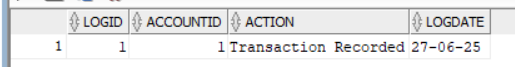 LOGID ACCOUNTID ACTION LOGDATE
1 1 1 Transaction Recorded 27-06-25